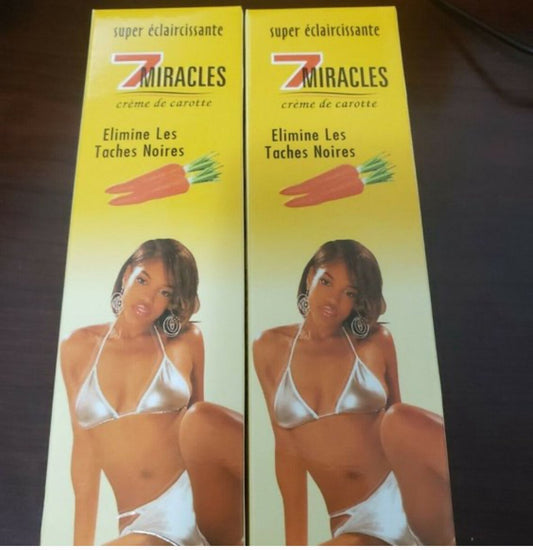 super éclaircissante
7 MIRACLES
crème de carotte
Elimine Les
Taches Noires
super éclaircissante
7 MIRACLES
crème de carotte
Elimine Les
Taches Noires